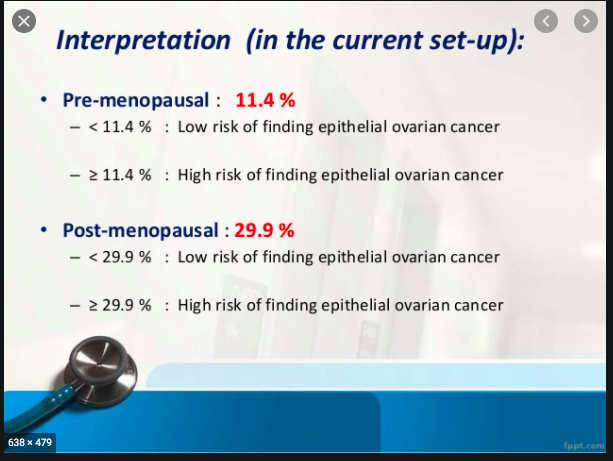 Interpretation (in the current set-up):
• Pre-menopausal : 11.4 %
– < 11.4 % : Low risk of finding epithelial ovarian cancer
– ≥ 11.4 % : High risk of finding epithelial ovarian cancer
• Post-menopausal : 29.9 %
– < 29.9 % : Low risk of finding epithelial ovarian cancer
– ≥ 29.9 % : High risk of finding epithelial ovarian cancer
638 × 479
fppt.com